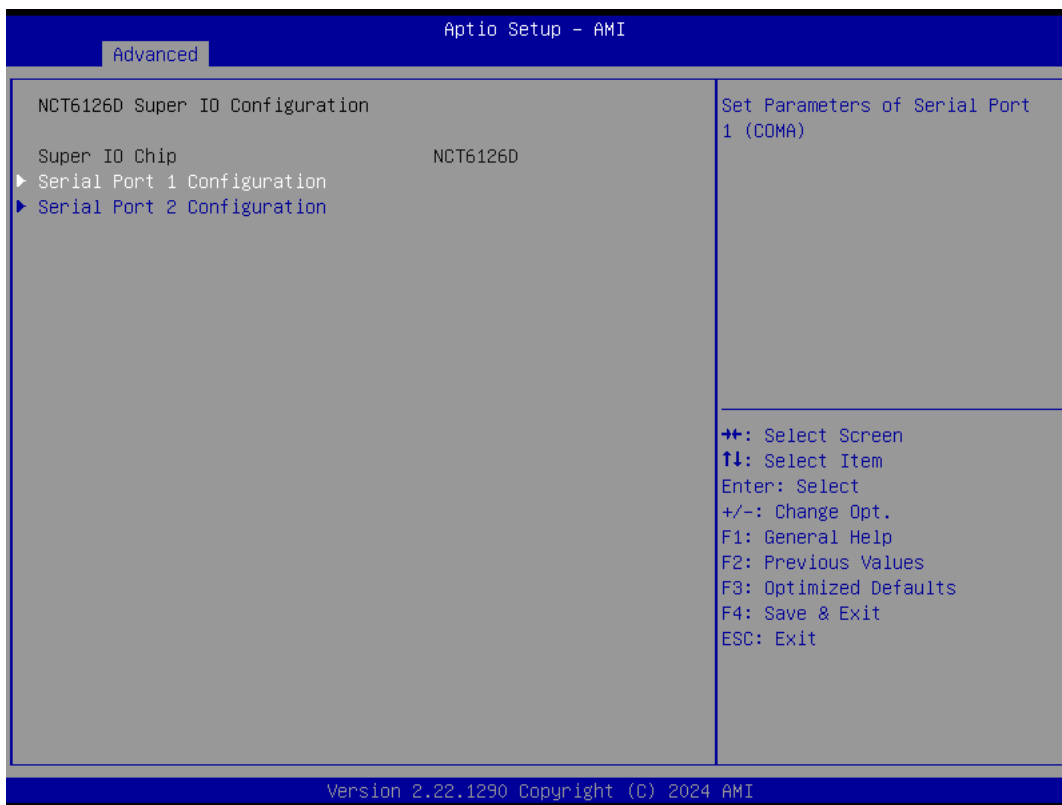 Aptio Setup – AMI
Advanced
NCT6126D Super IO Configuration
Super IO Chip NCT6126D
▶ Serial Port 1 Configuration
▶ Serial Port 2 Configuration
Set Parameters of Serial Port
1 (COMA)
→←: Select Screen
↑↓: Select Item
Enter: Select
+/-: Change Opt.
F1: General Help
F2: Previous Values
F3: Optimized Defaults
F4: Save & Exit
ESC: Exit
Version 2.22.1290 Copyright (C) 2024 AMI